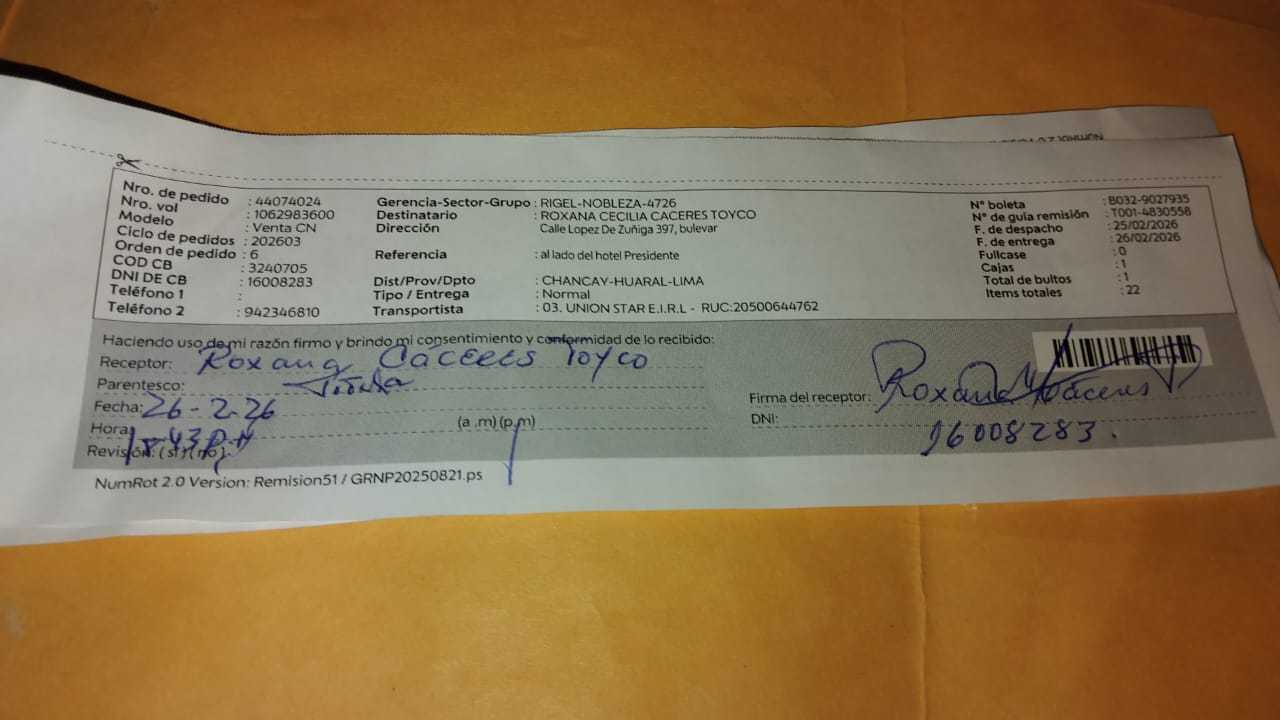 Nro. de pedido : 44074024
Nro. vol : 1062983600
Modelo : Venta CN
Ciclo de pedidos : 202603
Orden de pedido : 6
COD CB : 3240705
DNI DE CB : 16008283
Teléfono 1 :
Teléfono 2 : 942346810
Gerencia-Sector-Grupo : RIGEL-NOBLEZA-4726
Destinatario : ROXANA CECILIA CACERES TOYCO
Dirección Calle Lopez De Zuñiga 397, bulevar
Referencia : al lado del hotel Presidente
Dist/Prov/Dpto : CHANCAY-HUARAL-LIMA
Tipo / Entrega : Normal
Transportista : 03. UNION STAR E.I.R.L - RUC:20500644762
N° boleta : B032-9027935
N° de guía remisión : T001-4830558
F. de despacho : 25/02/2026
F. de entrega : 26/02/2026
Fullcase : 0
Cajas : 1
Total de bultos : 1
Items totales : 22
Haciendo uso de mi razón firmo y brindo mi consentimiento y conformidad de lo recibido:
Receptor: Roxana Cáceres Toyco
Parentesco:
Fecha: 26-2-26
Hora: (a .m) (p.m)
Revisión: ( si ) ( no )
Firma del receptor: Roxana Cáceres
DNI: 16008283.
NumRot 2.0 Version: Remision51 / GRNP20250821.ps